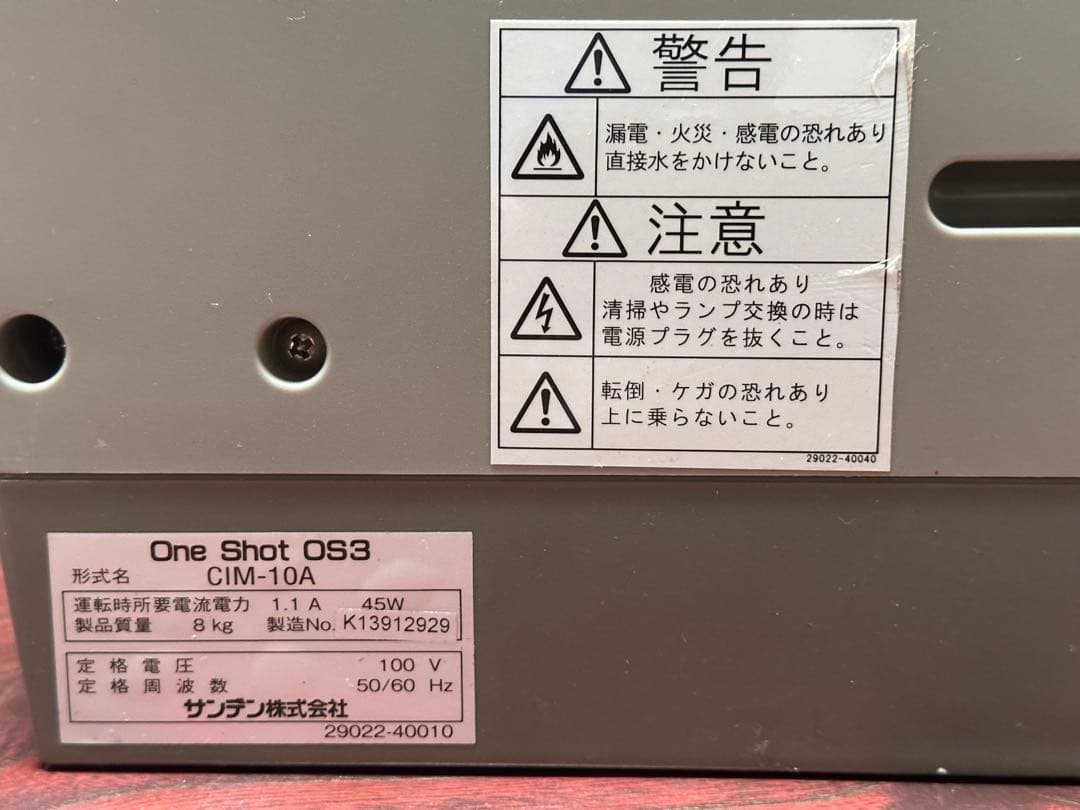 警告
漏電・火災・感電の恐れあり
直接水をかけないこと。
注意
感電の恐れあり
清掃やランプ交換の時は
電源プラグを抜くこと。
転倒・ケガの恐れあり
上に乗らないこと。
29022-40040
One Shot OS3
形式名 CIM-10A
運転時所要電流電力 1.1 A 45W
製品質量 8 kg 製造No. K13912929
定格電圧 100 V
定格周波数 50/60 Hz
サンデン株式会社
29022-40010